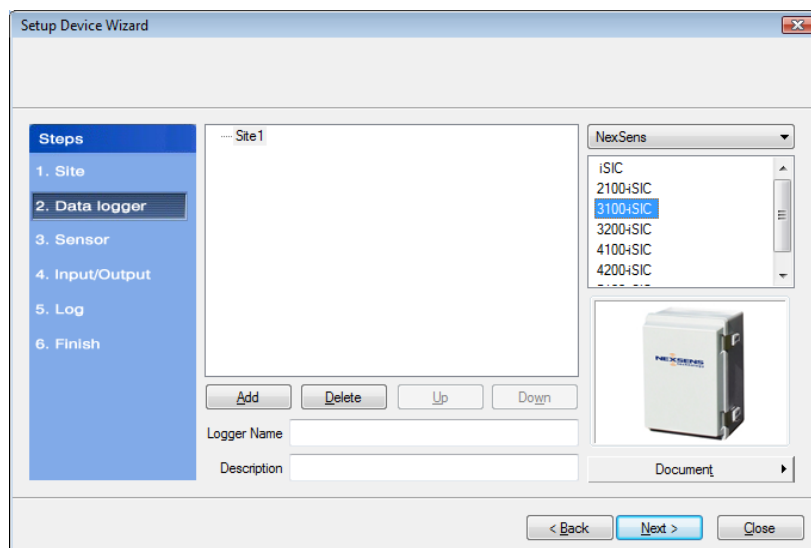 Setup Device Wizard
Steps
1. Site
2. Data logger
3. Sensor
4. Input/Output
5. Log
6. Finish
Site1
Add
Delete
Up
Down
Logger Name
Description
NexSens
iSIC
2100-iSIC
3100-iSIC
3200-iSIC
4100-iSIC
4200-iSIC
NEXSENS
Document
< Back
Next >
Close